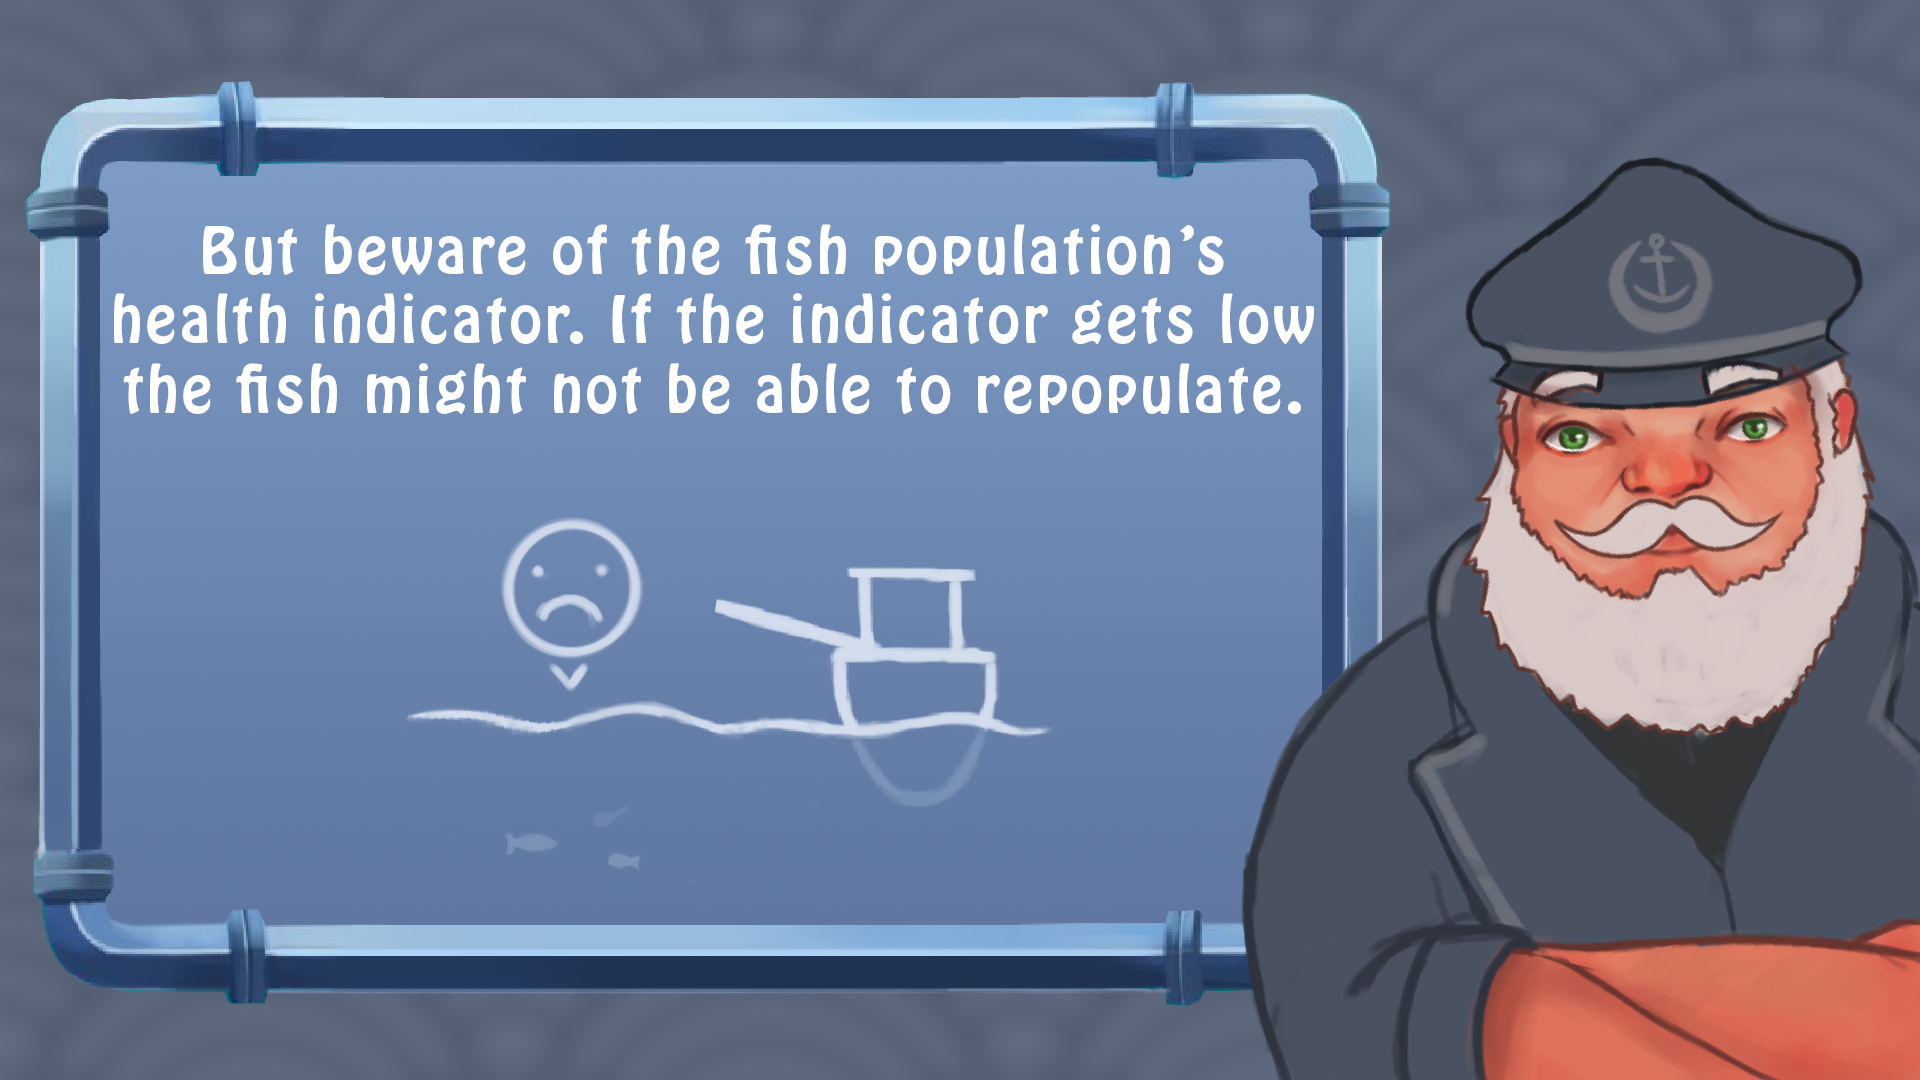 But beware of the fish population's
health indicator. If the indicator gets low
the fish might not be able to repopulate.